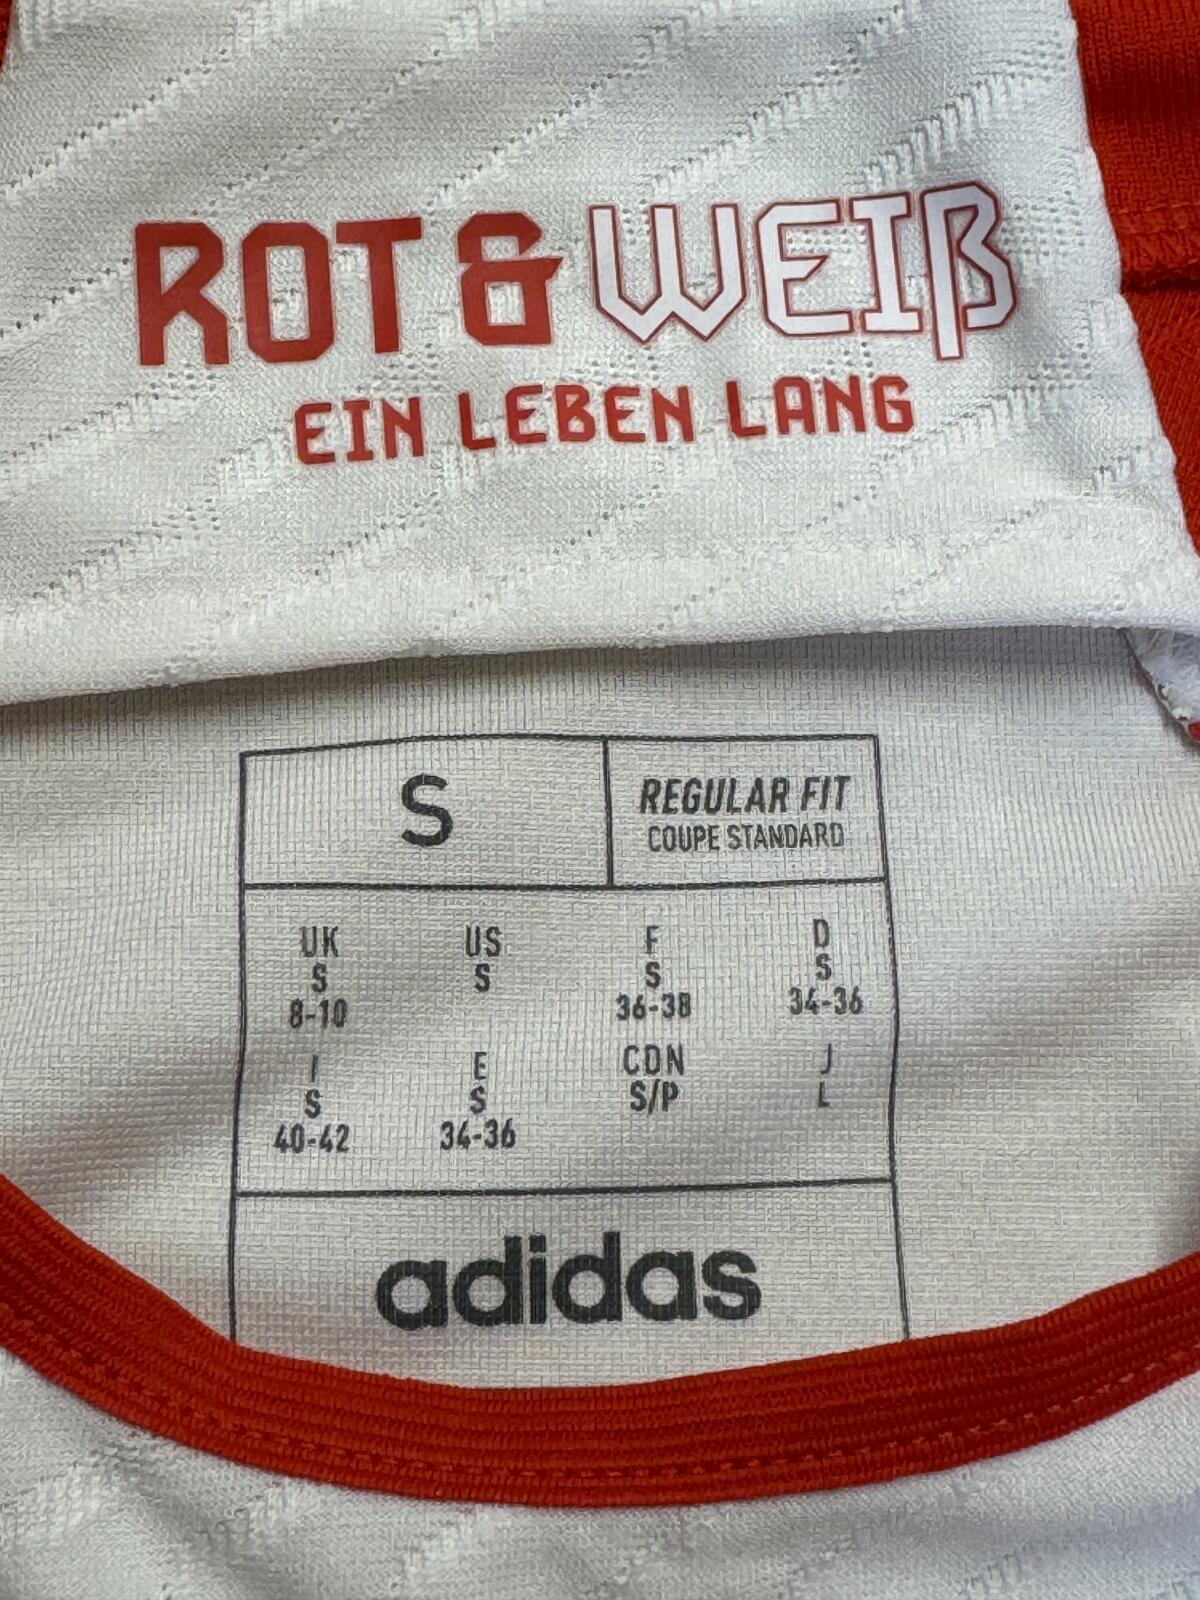 ROT & WEIß
EIN LEBEN LANG
S
REGULAR FIT
COUPE STANDARD
UK US F D
S S S S
8-10 36-38 34-36
I E CDN J
S S S/P L
40-42 34-36
adidas